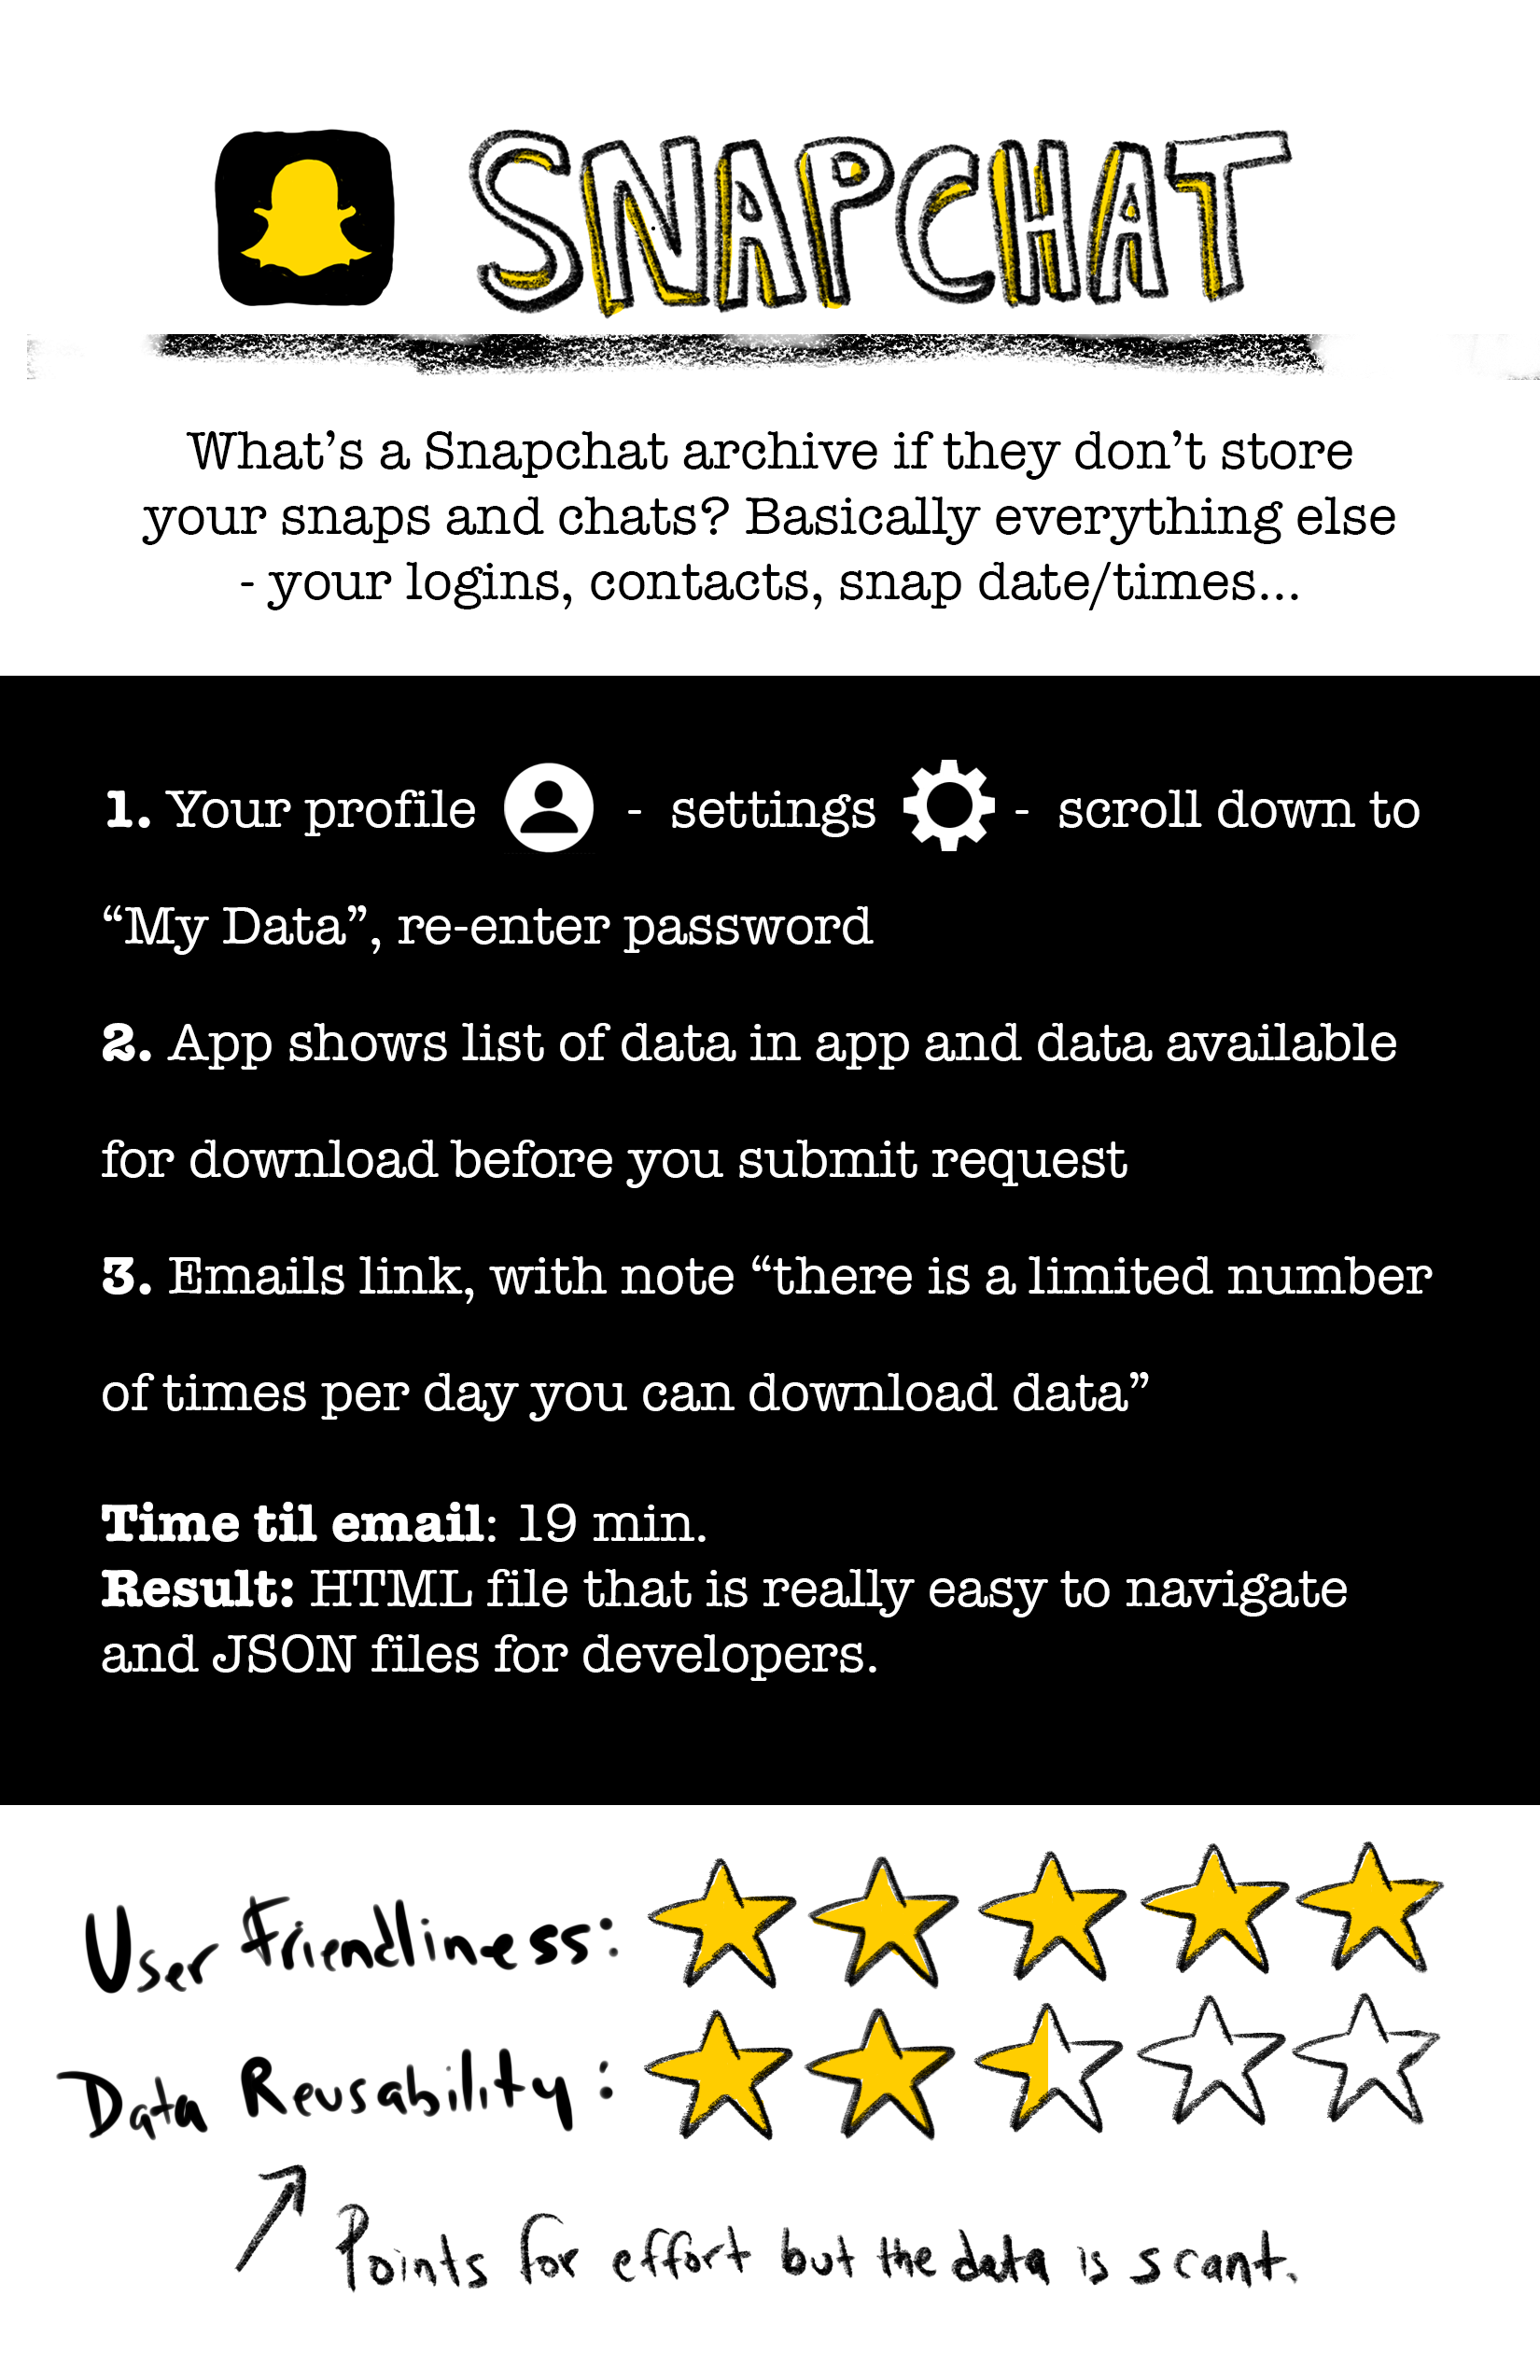 SNAPCHAT
What’s a Snapchat archive if they don’t store
your snaps and chats? Basically everything else
- your logins, contacts, snap date/times...
1. Your profile - settings - scroll down to
“My Data”, re-enter password
2. App shows list of data in app and data available
for download before you submit request
3. Emails link, with note “there is a limited number
of times per day you can download data”
Time til email: 19 min.
Result: HTML file that is really easy to navigate
and JSON files for developers.
User Friendliness:
Data Reusability:
Points for effort but the data is scant.